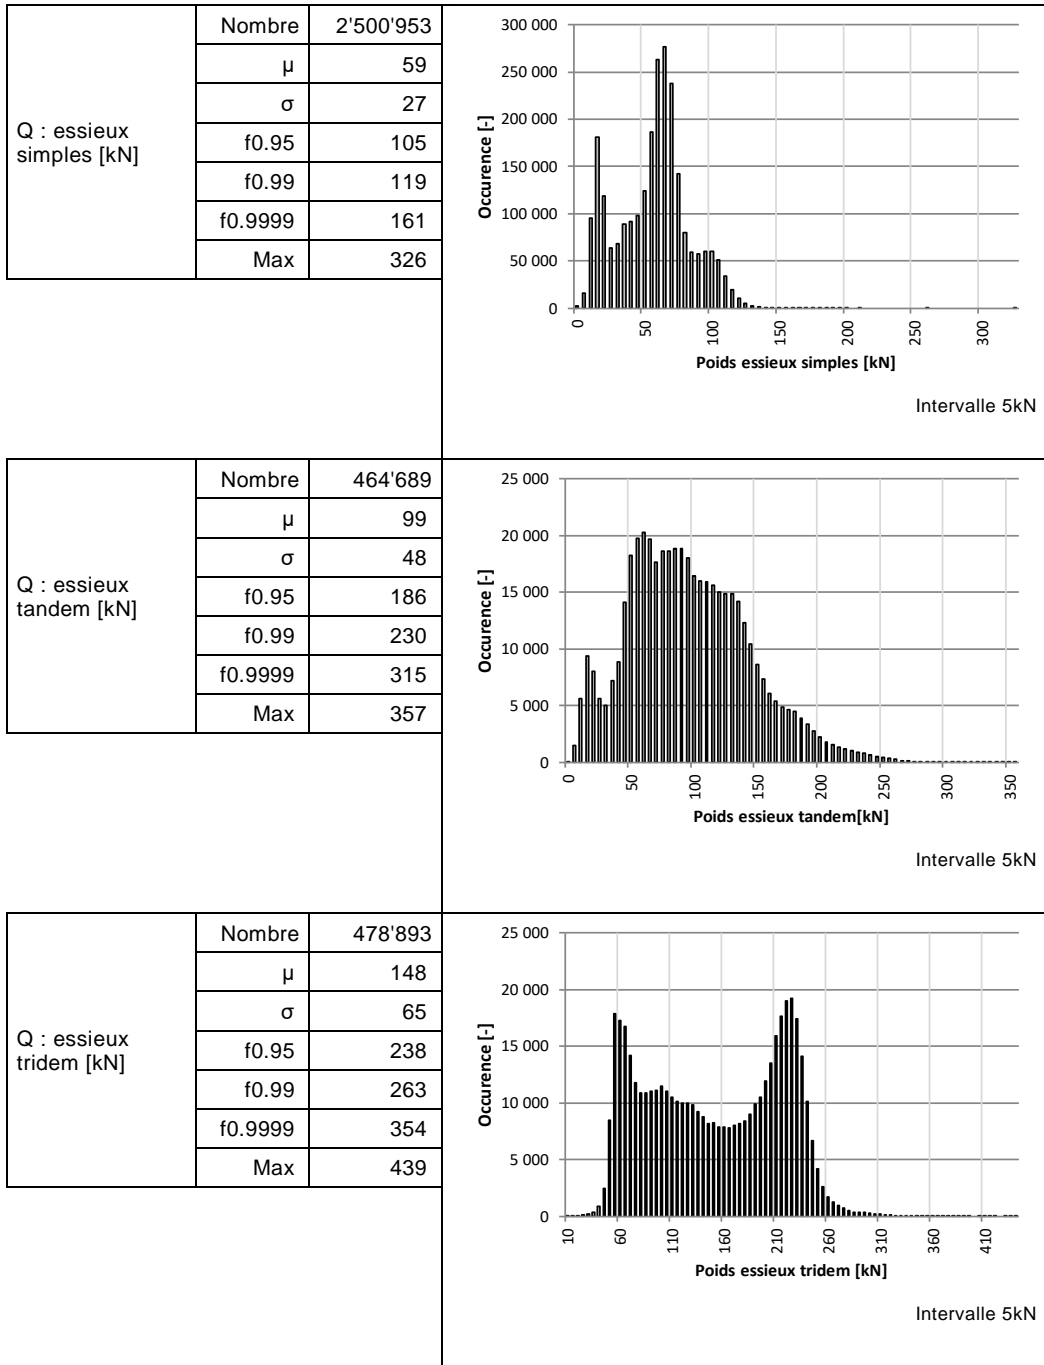 Q : essieux
simples [kN]
Nombre 2'500'953
µ 59
σ 27
f0.95 105
f0.99 119
f0.9999 161
Max 326
Occurence [-]
300 000
250 000
200 000
150 000
100 000
50 000
0
0 50 100 150 200 250 300
Poids essieux simples [kN]
Intervalle 5kN
Q : essieux
tandem [kN]
Nombre 464'689
µ 99
σ 48
f0.95 186
f0.99 230
f0.9999 315
Max 357
Occurence [-]
25 000
20 000
15 000
10 000
5 000
0
0 50 100 150 200 250 300 350
Poids essieux tandem[kN]
Intervalle 5kN
Q : essieux
tridem [kN]
Nombre 478'893
µ 148
σ 65
f0.95 238
f0.99 263
f0.9999 354
Max 439
Occurence [-]
25 000
20 000
15 000
10 000
5 000
0
10 60 110 160 210 260 310 360 410
Poids essieux tridem [kN]
Intervalle 5kN